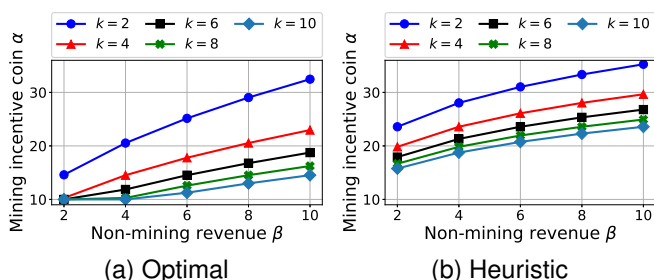 k = 2 k = 6 k = 10
k = 4 k = 8
Mining incentive coin α
30
20
10
2 4 6 8 10
Non-mining revenue β
(a) Optimal
k = 2 k = 6 k = 10
k = 4 k = 8
Mining incentive coin α
30
20
10
2 4 6 8 10
Non-mining revenue β
(b) Heuristic